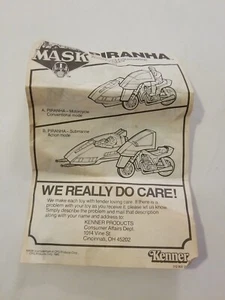 MASK
PIRANHA
A. PIRANHA - Motorcycle
Conventional mode
B. PIRANHA - Submarine
Action mode
WE REALLY DO CARE!
We make each toy with tender loving care. If there is a
problem with your toy as you receive it, please let us know.
Simply describe the problem and mail that description
along with your name and address to:
KENNER PRODUCTS
Consumer Affairs Dept.
1014 Vine St.
Cincinnati, OH 45202
Kenner